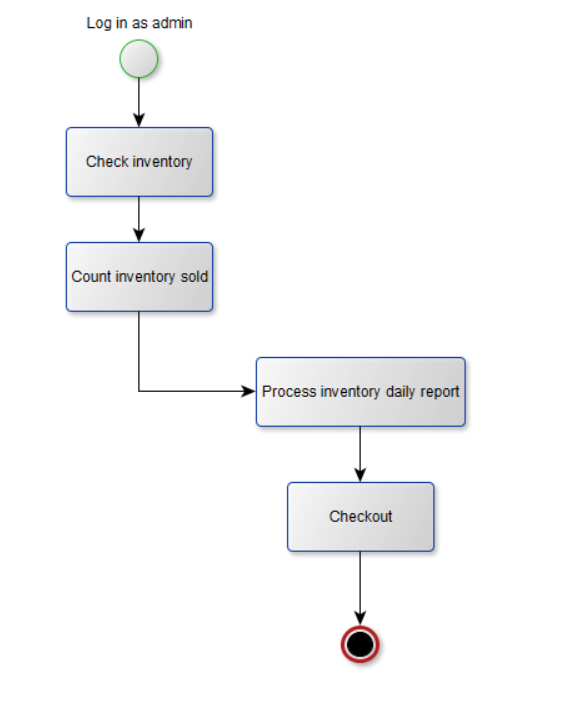 Log in as admin
Check inventory
Count inventory sold
Process inventory daily report
Checkout